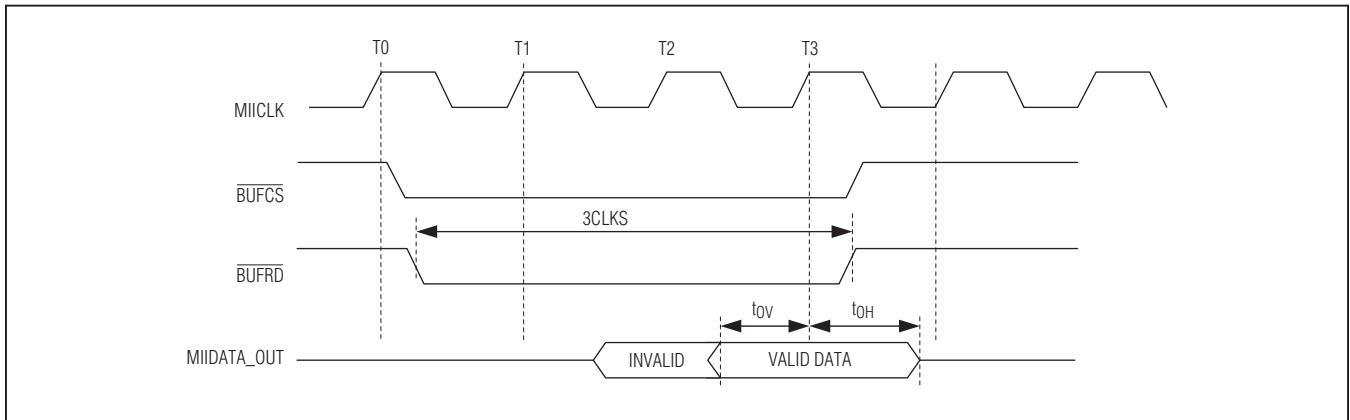 T0 T1 T2 T3
MIICLK
BUFCS
3CLKS
BUFRD
tOV tOH
MIIDATA_OUT INVALID VALID DATA